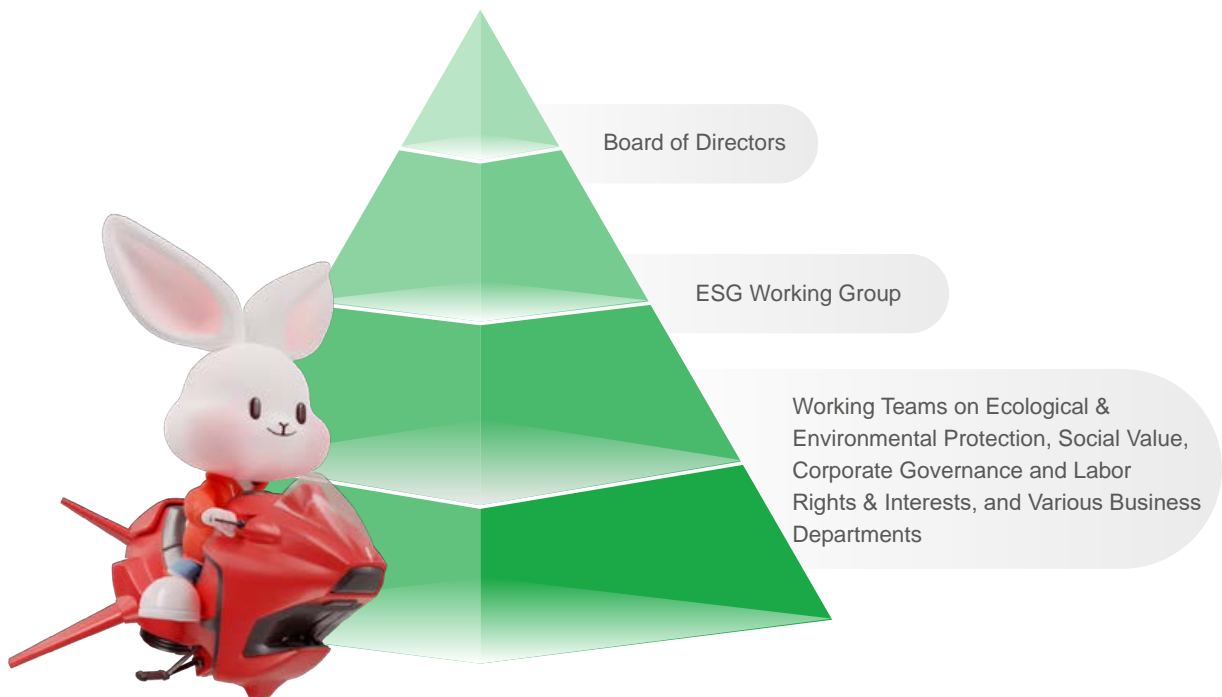 Board of Directors
ESG Working Group
Working Teams on Ecological &
Environmental Protection, Social Value,
Corporate Governance and Labor
Rights & Interests, and Various Business
Departments